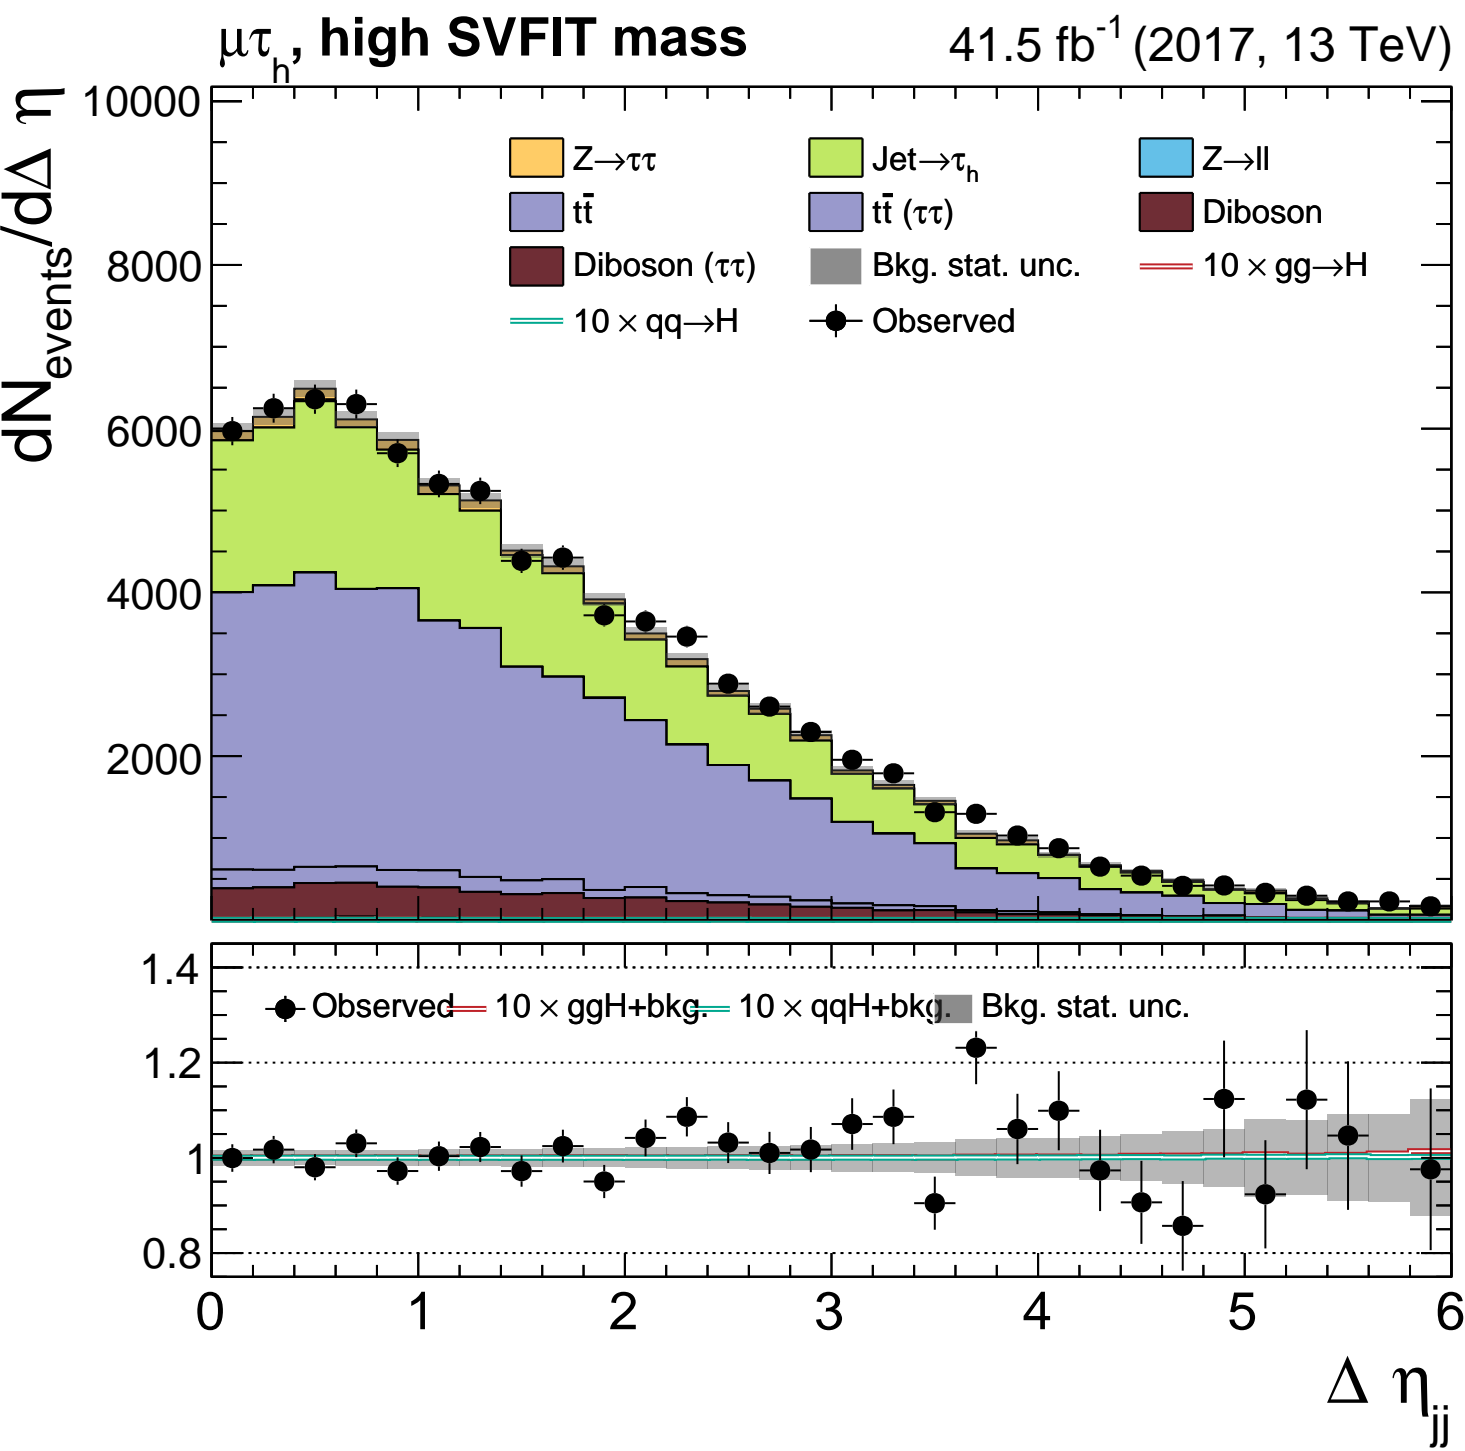 μτh, high SVFIT mass 41.5 fb-1 (2017, 13 TeV)
dNevents/dΔ η
10000
8000
6000
4000
2000
Z→ττ Jet→τh Z→ll
tt̄ tt̄ (ττ) Diboson
Diboson (ττ) Bkg. stat. unc. 10 × gg→H
10 × qq→H Observed
1.4
1.2
1
0.8
Observed 10 × ggH+bkg. 10 × qqH+bkg. Bkg. stat. unc.
0 1 2 3 4 5 6
Δ ηjj